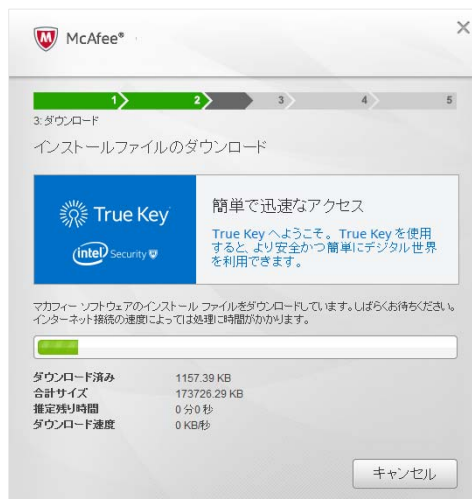 McAfee®
1 2 3 4 5
3: ダウンロード
インストールファイルのダウンロード
True Key™
intel Security
簡単で迅速なアクセス
True Key へようこそ。True Key を使用
すると、より安全かつ簡単にデジタル世界
を利用できます。
マカフィー ソフトウェアのインストール ファイルをダウンロードしています。しばらくお待ちください。
インターネット接続の速度によっては処理に時間がかかります。
ダウンロード済み 1157.39 KB
合計サイズ 173726.29 KB
推定残り時間 0 分0 秒
ダウンロード速度 0 KB/秒
キャンセル